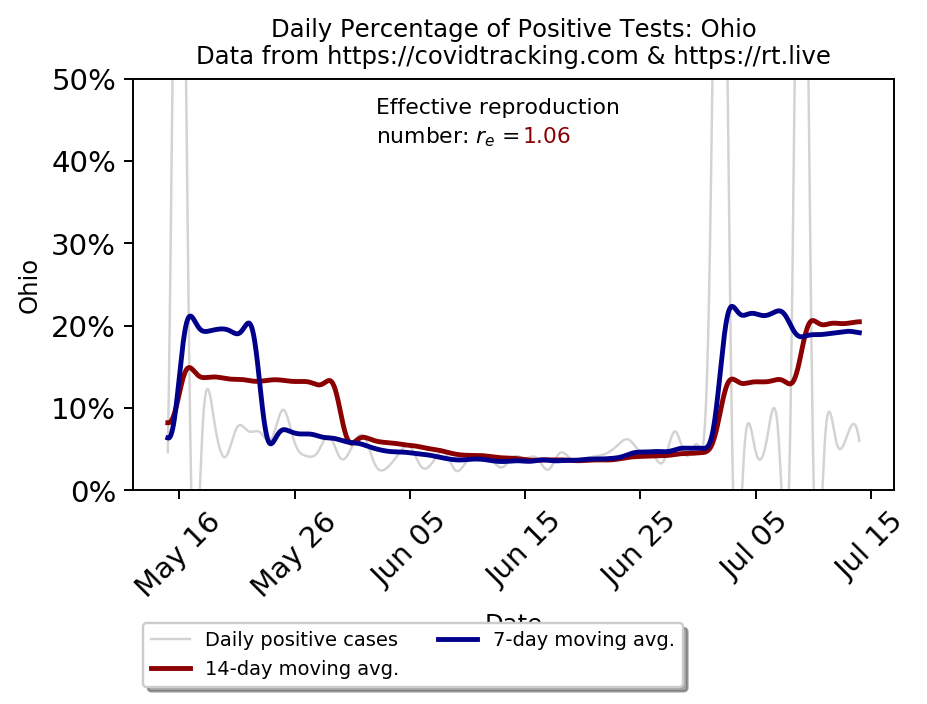 Daily Percentage of Positive Tests: Ohio
Data from https://covidtracking.com & https://rt.live
50%
40%
30%
20%
10%
0%
Ohio
Effective reproduction
number: rₑ =1.06
May 16
May 26
Jun 05
Jun 15
Jun 25
Jul 05
Jul 15
Date
Daily positive cases
14-day moving avg.
7-day moving avg.